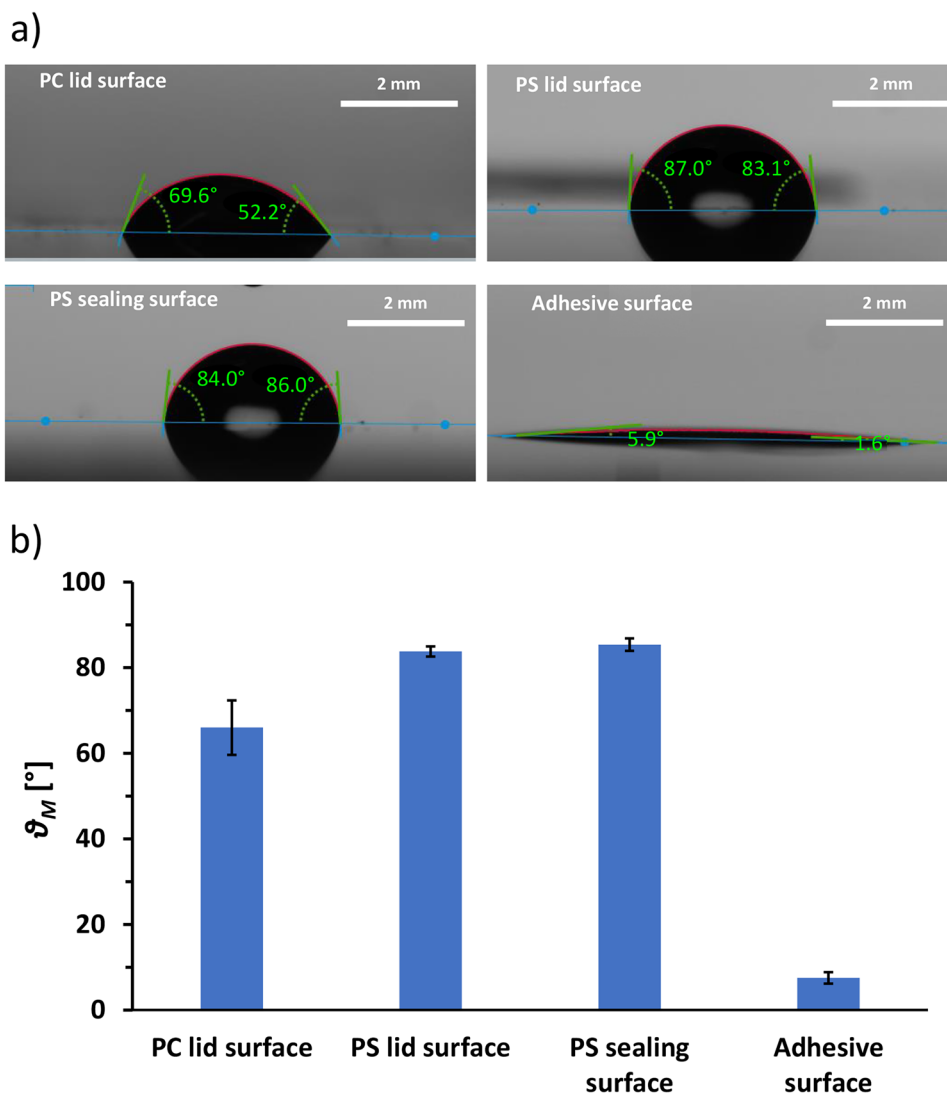 a)
PC lid surface
2 mm
69.6°
52.2°
PS lid surface
2 mm
87.0°
83.1°
PS sealing surface
2 mm
84.0°
86.0°
Adhesive surface
2 mm
5.9°
1.6°
b)
ϑM [°]
100
80
60
40
20
0
PC lid surface
PS lid surface
PS sealing
surface
Adhesive
surface